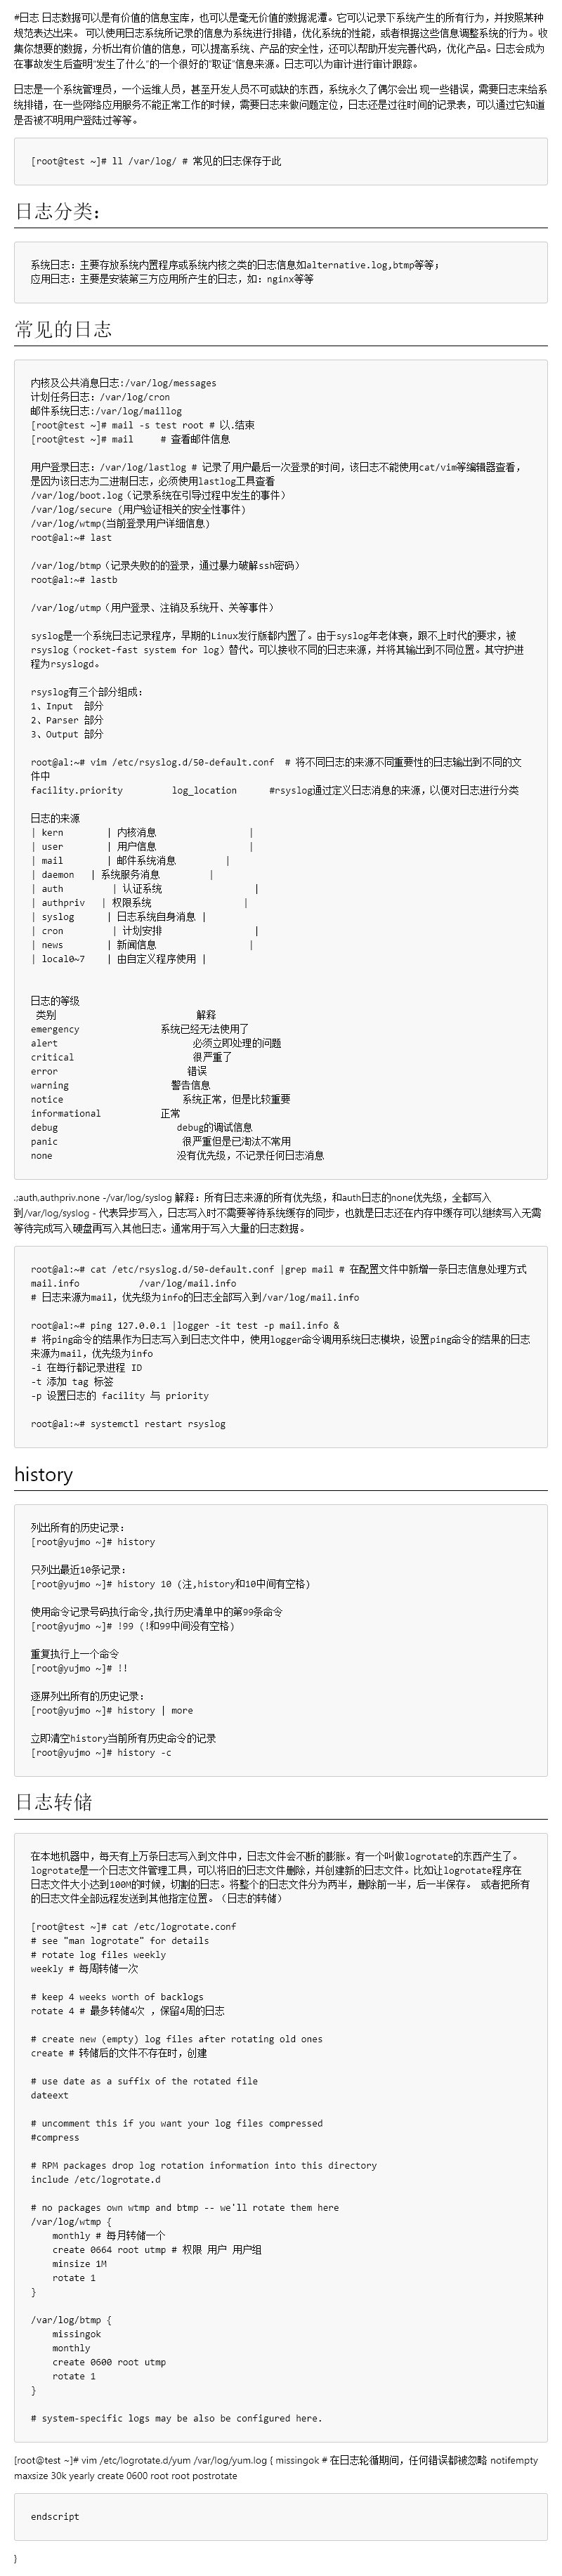 #日志 日志数据可以是有价值的信息宝库，也可以是毫无价值的数据泥潭。它可以记录下系统产生的所有行为，并按照某种
规范表达出来。 可以使用日志系统所记录的信息为系统进行排错，优化系统的性能，或者根据这些信息调整系统的行为。收
集你想要的数据，分析出有价值的信息，可以提高系统、产品的安全性，还可以帮助开发完善代码，优化产品。日志会成为
在事故发生后查明“发生了什么”的一个很好的“取证”信息来源。日志可以为审计进行审计跟踪。
日志是一个系统管理员，一个运维人员，甚至开发人员不可或缺的东西，系统永久了偶尔会出 现一些错误，需要日志来给系
统排错，在一些网络应用服务不能正常工作的时候，需要日志来做问题定位，日志还是过往时间的记录表，可以通过它知道
是否被不明用户登陆过等等。
[root@test ~]# ll /var/log/ # 常见的日志保存于此
日志分类：
系统日志：主要存放系统内置程序或系统内核之类的日志信息如alternative.log,btmp等等；
应用日志：主要是安装第三方应用所产生的日志，如：nginx等等
常见的日志
内核及公共消息日志:/var/log/messages
计划任务日志：/var/log/cron
邮件系统日志:/var/log/maillog
[root@test ~]# mail -s test root # 以.结束
[root@test ~]# mail     # 查看邮件信息
用户登录日志：/var/log/lastlog # 记录了用户最后一次登录的时间，该日志不能使用cat/vim等编辑器查看，
是因为该日志为二进制日志，必须使用lastlog工具查看
/var/log/boot.log（记录系统在引导过程中发生的事件）
/var/log/secure (用户验证相关的安全性事件)
/var/log/wtmp(当前登录用户详细信息)
root@al:~# last
/var/log/btmp（记录失败的的登录，通过暴力破解ssh密码）
root@al:~# lastb
/var/log/utmp（用户登录、注销及系统开、关等事件）
syslog是一个系统日志记录程序，早期的Linux发行版都内置了。由于syslog年老体衰，跟不上时代的要求，被
rsyslog（rocket-fast system for log）替代。可以接收不同的日志来源，并将其输出到不同位置。其守护进
程为rsyslogd。
rsyslog有三个部分组成：
1、Input  部分
2、Parser 部分
3、Output 部分
root@al:~# vim /etc/rsyslog.d/50-default.conf  # 将不同日志的来源不同重要性的日志输出到不同的文
件中
facility.priority         log_location      #rsyslog通过定义日志消息的来源，以便对日志进行分类
日志的来源
| kern        | 内核消息                 |
| user        | 用户信息                 |
| mail        | 邮件系统消息         |
| daemon   | 系统服务消息         |
| auth         | 认证系统                 |
| authpriv   | 权限系统                 |
| syslog      | 日志系统自身消息 |
| cron         | 计划安排                 |
| news        | 新闻信息                 |
| local0~7    | 由自定义程序使用 |
日志的等级
 类别                          解释
emergency               系统已经无法使用了
alert                         必须立即处理的问题
critical                      很严重了
error                        错误
warning                   警告信息
notice                      系统正常，但是比较重要
informational           正常
debug                      debug的调试信息
panic                       很严重但是已淘汰不常用
none                        没有优先级，不记录任何日志消息
.;auth,authpriv.none -/var/log/syslog 解释：所有日志来源的所有优先级，和auth日志的none优先级，全都写入
到/var/log/syslog - 代表异步写入，日志写入时不需要等待系统缓存的同步，也就是日志还在内存中缓存可以继续写入无需
等待完成写入硬盘再写入其他日志。通常用于写入大量的日志数据。
root@al:~# cat /etc/rsyslog.d/50-default.conf |grep mail # 在配置文件中新增一条日志信息处理方式
mail.info           /var/log/mail.info
# 日志来源为mail，优先级为info的日志全部写入到/var/log/mail.info
root@al:~# ping 127.0.0.1 |logger -it test -p mail.info &
# 将ping命令的结果作为日志写入到日志文件中，使用logger命令调用系统日志模块，设置ping命令的结果的日志
来源为mail，优先级为info
-i 在每行都记录进程 ID
-t 添加 tag 标签
-p 设置日志的 facility 与 priority
root@al:~# systemctl restart rsyslog
history
列出所有的历史记录：
[root@yujmo ~]# history
只列出最近10条记录：
[root@yujmo ~]# history 10 (注,history和10中间有空格)
使用命令记录号码执行命令,执行历史清单中的第99条命令
[root@yujmo ~]# !99 (!和99中间没有空格)
重复执行上一个命令
[root@yujmo ~]# !!
逐屏列出所有的历史记录：
[root@yujmo ~]# history | more
立即清空history当前所有历史命令的记录
[root@yujmo ~]# history -c
日志转储
在本地机器中，每天有上万条日志写入到文件中，日志文件会不断的膨胀。有一个叫做logrotate的东西产生了。
logrotate是一个日志文件管理工具，可以将旧的日志文件删除，并创建新的日志文件。比如让logrotate程序在
日志文件大小达到100M的时候，切割的日志。将整个的日志文件分为两半，删除前一半，后一半保存。 或者把所有
的日志文件全部远程发送到其他指定位置。（日志的转储）
[root@test ~]# cat /etc/logrotate.conf
# see "man logrotate" for details
# rotate log files weekly
weekly # 每周转储一次
# keep 4 weeks worth of backlogs
rotate 4 # 最多转储4次 ，保留4周的日志
# create new (empty) log files after rotating old ones
create # 转储后的文件不存在时，创建
# use date as a suffix of the rotated file
dateext
# uncomment this if you want your log files compressed
#compress
# RPM packages drop log rotation information into this directory
include /etc/logrotate.d
# no packages own wtmp and btmp -- we'll rotate them here
/var/log/wtmp {
    monthly # 每月转储一个
    create 0664 root utmp # 权限 用户 用户组
    minsize 1M
    rotate 1
}
/var/log/btmp {
    missingok
    monthly
    create 0600 root utmp
    rotate 1
}
# system-specific logs may be also be configured here.
[root@test ~]# vim /etc/logrotate.d/yum /var/log/yum.log { missingok # 在日志轮循期间，任何错误都被忽略 notifempty
maxsize 30k yearly create 0600 root root postrotate
endscript
}